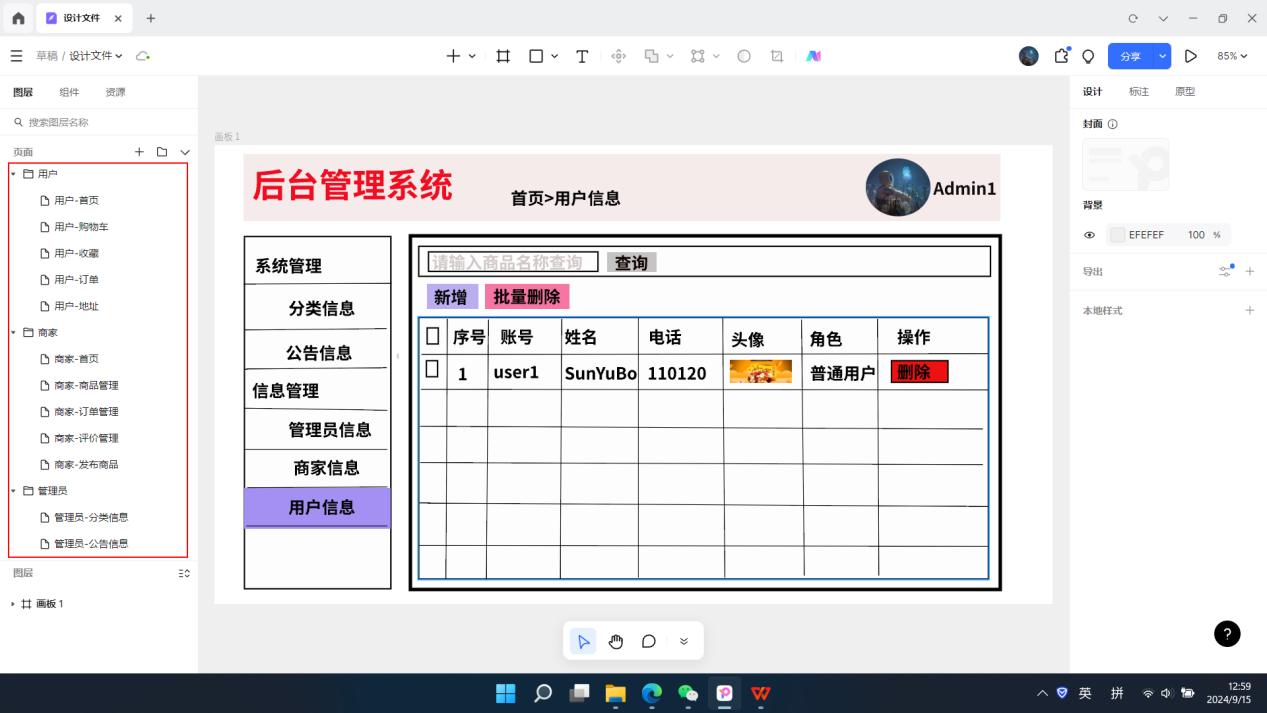 设计文件
草稿 / 设计文件
分享
85%
图层 组件 资源
设计 标注 原型
搜索图层名称
页面
用户
用户-首页
用户-购物车
用户-收藏
用户-订单
用户-地址
商家
商家-首页
商家-商品管理
商家-订单管理
商家-评价管理
商家-发布商品
管理员
管理员-分类信息
管理员-公告信息
图层
画板 1
画板 1
后台管理系统
首页>用户信息
Admin1
系统管理
分类信息
公告信息
信息管理
管理员信息
商家信息
用户信息
请输入商品名称查询 查询
新增 批量删除
序号 账号 姓名 电话 头像 角色 操作
1 user1 SunYuBo 110120 普通用户 删除
封面
背景
EFEFEF 100 %
导出
本地样式
?
英 拼
12:59
2024/9/15